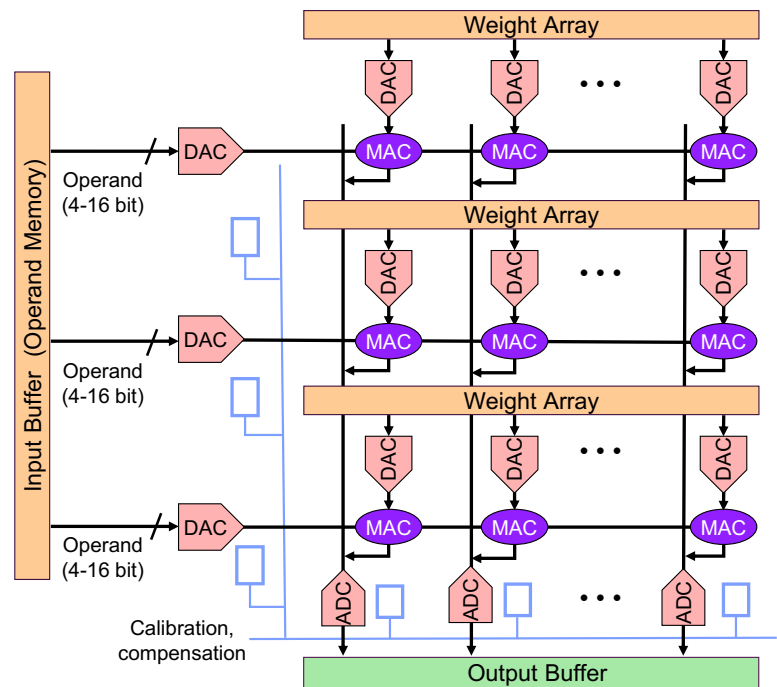 Weight Array
DAC
DAC
• • •
DAC
Input Buffer (Operand Memory)
DAC
MAC
MAC
MAC
Operand
(4-16 bit)
Weight Array
DAC
DAC
• • •
DAC
DAC
MAC
MAC
MAC
Operand
(4-16 bit)
Weight Array
DAC
DAC
• • •
DAC
DAC
MAC
MAC
MAC
Operand
(4-16 bit)
ADC
ADC
• • •
ADC
Calibration,
compensation
Output Buffer